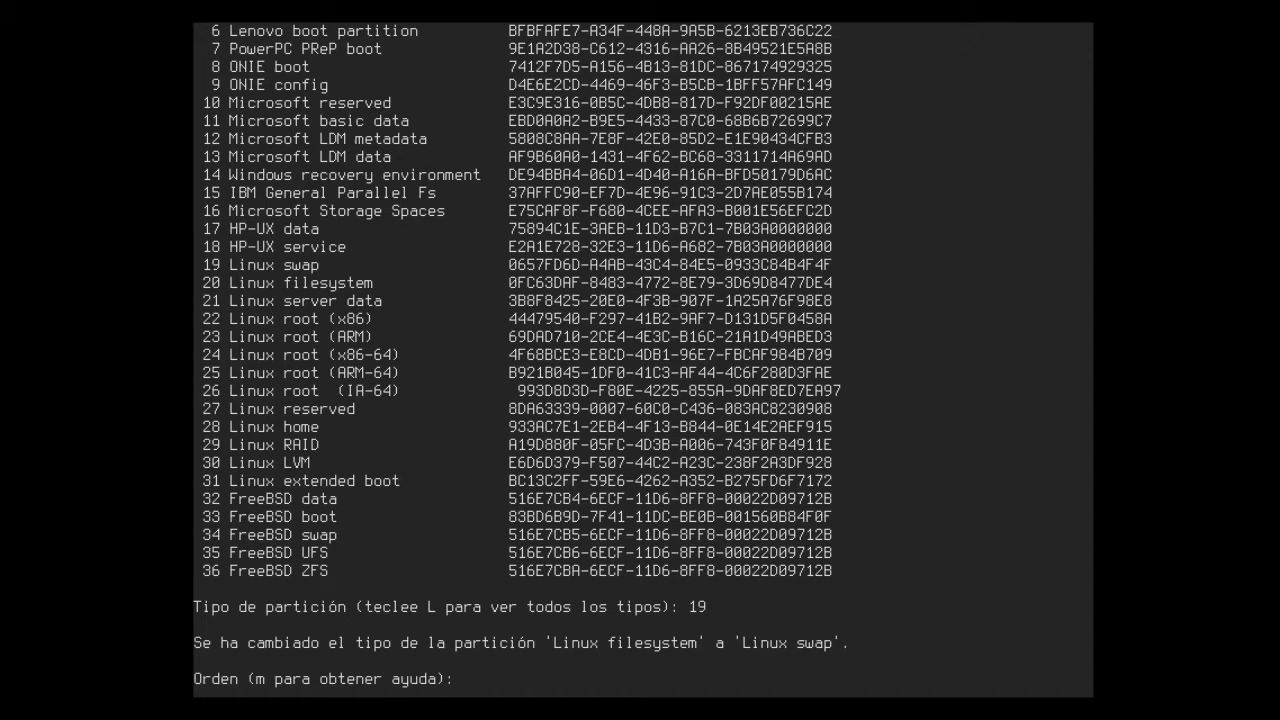 6 Lenovo boot partition BFBFAFE7-A34F-448A-9A5B-6213EB736C22
7 PowerPC PReP boot 9E1A2D38-C612-4316-AA26-8B49521E5A8B
8 ONIE boot 7412F7D5-A156-4B13-81DC-867174929325
9 ONIE config D4E6E2CD-4469-46F3-B5CB-1BFF57AFC149
10 Microsoft reserved E3C9E316-0B5C-4DB8-817D-F92DF00215AE
11 Microsoft basic data EBD0A0A2-B9E5-4433-87C0-68B6B72699C7
12 Microsoft LDM metadata 5808C8AA-7E8F-42E0-85D2-E1E90434CFB3
13 Microsoft LDM data AF9B60A0-1431-4F62-BC68-3311714A69AD
14 Windows recovery environment DE94BBA4-06D1-4D40-A16A-BFD50179D6AC
15 IBM General Parallel Fs 37AFFC90-EF7D-4E96-91C3-2D7AE055B174
16 Microsoft Storage Spaces E75CAF8F-F680-4CEE-AFA3-B001E56EFC2D
17 HP-UX data 75894C1E-3AEB-11D3-B7C1-7B03A0000000
18 HP-UX service E2A1E728-32E3-11D6-A682-7B03A0000000
19 Linux swap 0657FD6D-A4AB-43C4-84E5-0933C84B4F4F
20 Linux filesystem 0FC63DAF-8483-4772-8E79-3D69D8477DE4
21 Linux server data 3B8F8425-20E0-4F3B-907F-1A25A76F98E8
22 Linux root (x86) 44479540-F297-41B2-9AF7-D131D5F0458A
23 Linux root (ARM) 69DAD710-2CE4-4E3C-B16C-21A1D49ABED3
24 Linux root (x86-64) 4F68BCE3-E8CD-4DB1-96E7-FBCAF984B709
25 Linux root (ARM-64) B921B045-1DF0-41C3-AF44-4C6F280D3FAE
26 Linux root  (IA-64) 993D8D3D-F80E-4225-855A-9DAF8ED7EA97
27 Linux reserved 8DA63339-0007-60C0-C436-083AC8230908
28 Linux home 933AC7E1-2EB4-4F13-B844-0E14E2AEF915
29 Linux RAID A19D880F-05FC-4D3B-A006-743F0F84911E
30 Linux LVM E6D6D379-F507-44C2-A23C-238F2A3DF928
31 Linux extended boot BC13C2FF-59E6-4262-A352-B275FD6F7172
32 FreeBSD data 516E7CB4-6ECF-11D6-8FF8-00022D09712B
33 FreeBSD boot 83BD6B9D-7F41-11DC-BE0B-001560B84F0F
34 FreeBSD swap 516E7CB5-6ECF-11D6-8FF8-00022D09712B
35 FreeBSD UFS 516E7CB6-6ECF-11D6-8FF8-00022D09712B
36 FreeBSD ZFS 516E7CBA-6ECF-11D6-8FF8-00022D09712B
Tipo de partición (teclee L para ver todos los tipos): 19
Se ha cambiado el tipo de la partición 'Linux filesystem' a 'Linux swap'.
Orden (m para obtener ayuda):